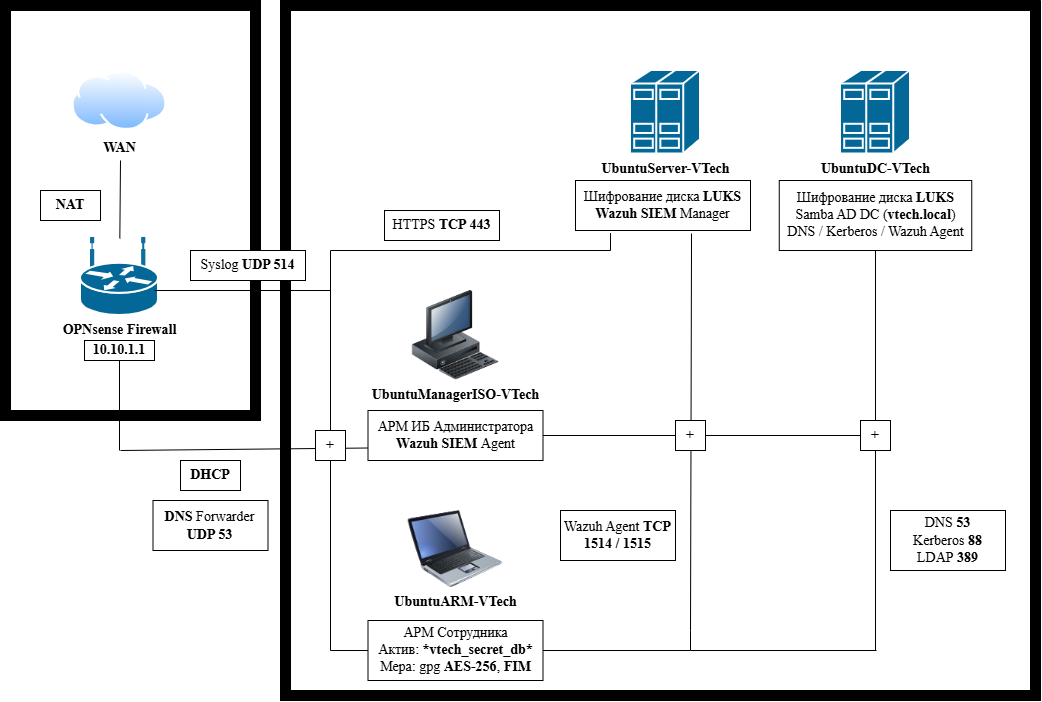 WAN
NAT
Syslog UDP 514
OPNsense Firewall
10.10.1.1
DHCP
DNS Forwarder
UDP 53
HTTPS TCP 443
UbuntuServer-VTech
Шифрование диска LUKS
Wazuh SIEM Manager
UbuntuDC-VTech
Шифрование диска LUKS
Samba AD DC (vtech.local)
DNS / Kerberos / Wazuh Agent
UbuntuManagerISO-VTech
АРМ ИБ Администратора
Wazuh SIEM Agent
+
+
+
UbuntuARM-VTech
АРМ Сотрудника
Актив: *vtech_secret_db*
Мера: gpg AES-256, FIM
Wazuh Agent TCP
1514 / 1515
DNS 53
Kerberos 88
LDAP 389